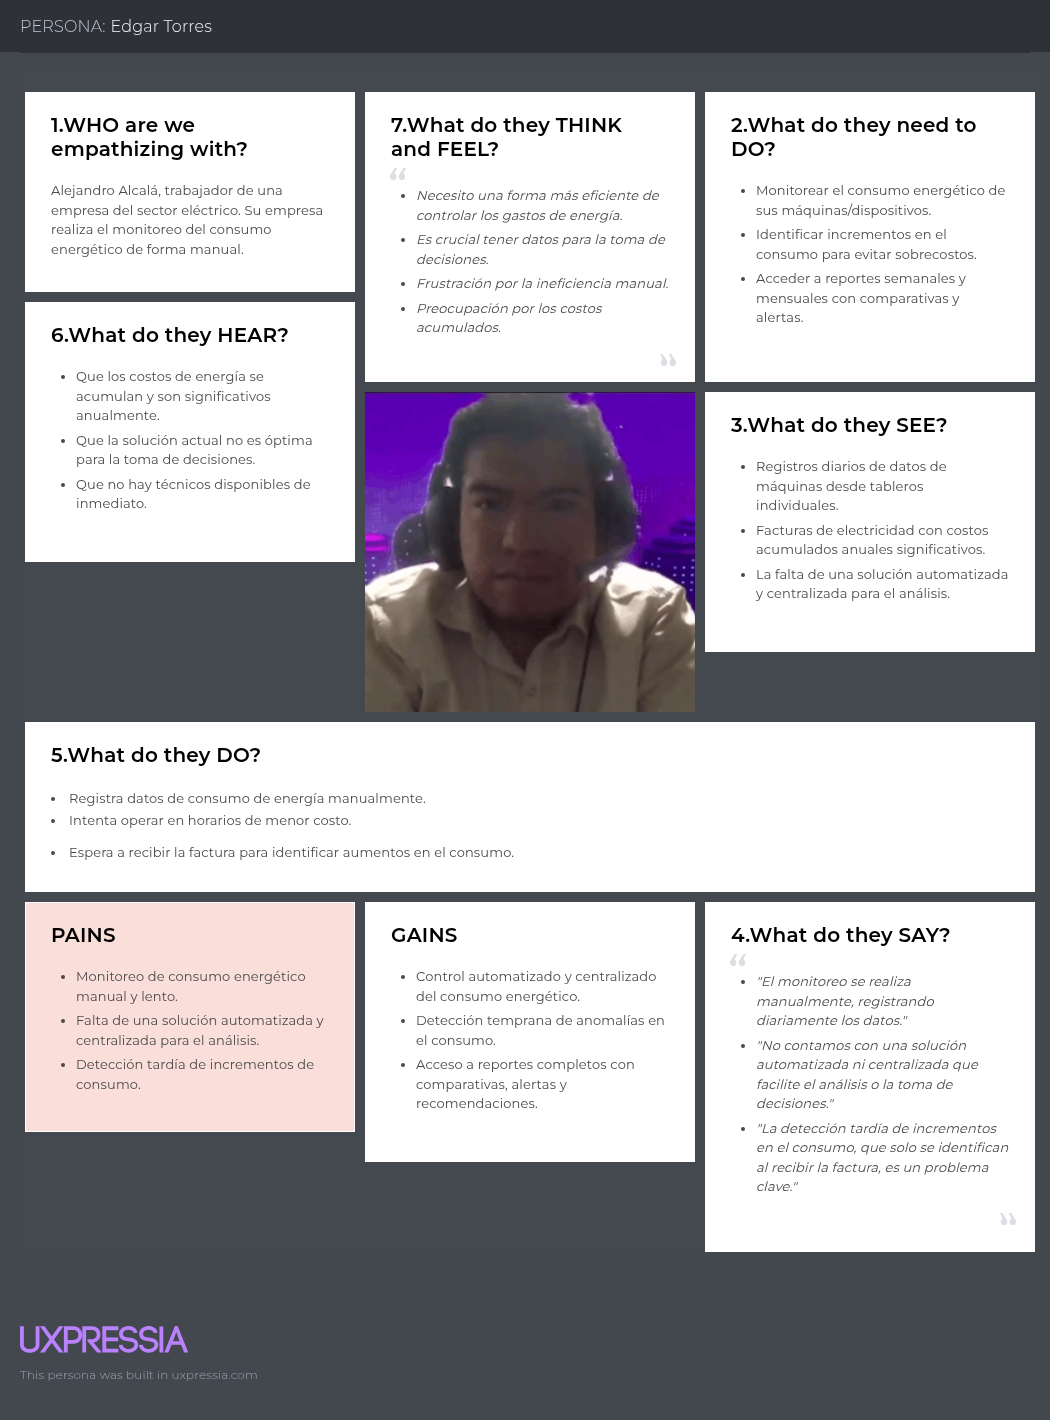 PERSONA: Edgar Torres
1.WHO are we
empathizing with?
Alejandro Alcalá, trabajador de una
empresa del sector eléctrico. Su empresa
realiza el monitoreo del consumo
energético de forma manual.
7.What do they THINK
and FEEL?
“
• Necesito una forma más eficiente de
controlar los gastos de energía.
• Es crucial tener datos para la toma de
decisiones.
• Frustración por la ineficiencia manual.
• Preocupación por los costos
acumulados.
”
2.What do they need to
DO?
• Monitorear el consumo energético de
sus máquinas/dispositivos.
• Identificar incrementos en el
consumo para evitar sobrecostos.
• Acceder a reportes semanales y
mensuales con comparativas y
alertas.
6.What do they HEAR?
• Que los costos de energía se
acumulan y son significativos
anualmente.
• Que la solución actual no es óptima
para la toma de decisiones.
• Que no hay técnicos disponibles de
inmediato.
3.What do they SEE?
• Registros diarios de datos de
máquinas desde tableros
individuales.
• Facturas de electricidad con costos
acumulados anuales significativos.
• La falta de una solución automatizada
y centralizada para el análisis.
5.What do they DO?
• Registra datos de consumo de energía manualmente.
• Intenta operar en horarios de menor costo.
• Espera a recibir la factura para identificar aumentos en el consumo.
PAINS
• Monitoreo de consumo energético
manual y lento.
• Falta de una solución automatizada y
centralizada para el análisis.
• Detección tardía de incrementos de
consumo.
GAINS
• Control automatizado y centralizado
del consumo energético.
• Detección temprana de anomalías en
el consumo.
• Acceso a reportes completos con
comparativas, alertas y
recomendaciones.
4.What do they SAY?
“
• "El monitoreo se realiza
manualmente, registrando
diariamente los datos."
• "No contamos con una solución
automatizada ni centralizada que
facilite el análisis o la toma de
decisiones."
• "La detección tardía de incrementos
en el consumo, que solo se identifican
al recibir la factura, es un problema
clave."
”
UXPRESSIA
This persona was built in uxpressia.com